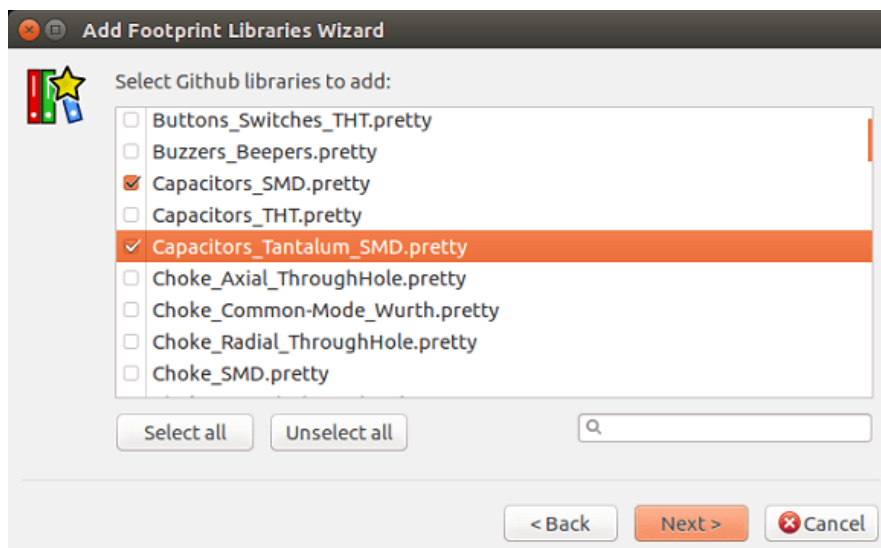 Add Footprint Libraries Wizard
Select Github libraries to add:
Buttons_Switches_THT.pretty
Buzzers_Beepers.pretty
Capacitors_SMD.pretty
Capacitors_THT.pretty
Capacitors_Tantalum_SMD.pretty
Choke_Axial_ThroughHole.pretty
Choke_Common-Mode_Wurth.pretty
Choke_Radial_ThroughHole.pretty
Choke_SMD.pretty
Select all Unselect all
< Back Next > Cancel